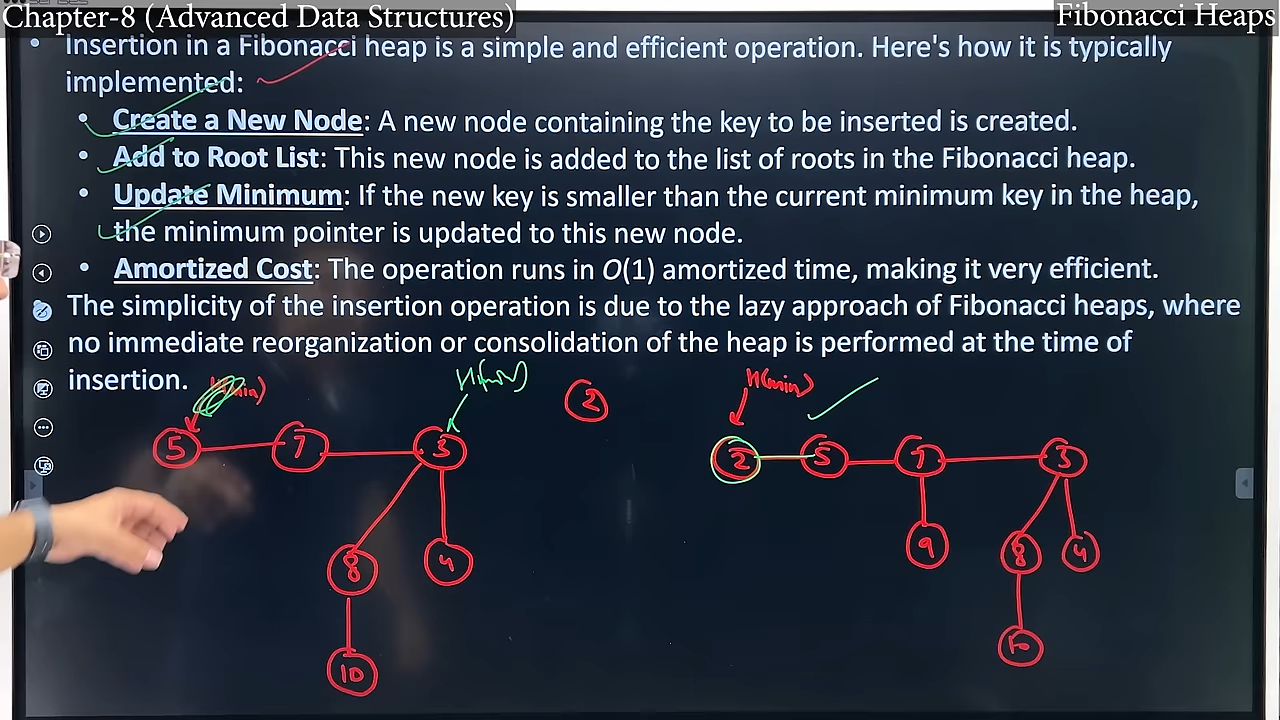 Chapter-8 (Advanced Data Structures)
Fibonacci Heaps
• Insertion in a Fibonacci heap is a simple and efficient operation. Here's how it is typically
implemented:
• Create a New Node: A new node containing the key to be inserted is created.
• Add to Root List: This new node is added to the list of roots in the Fibonacci heap.
• Update Minimum: If the new key is smaller than the current minimum key in the heap,
the minimum pointer is updated to this new node.
• Amortized Cost: The operation runs in O(1) amortized time, making it very efficient.
The simplicity of the insertion operation is due to the lazy approach of Fibonacci heaps, where
no immediate reorganization or consolidation of the heap is performed at the time of
insertion.
2
H(min)
5 7 3
2 5 7 3
8 4
9 8 4
10
10